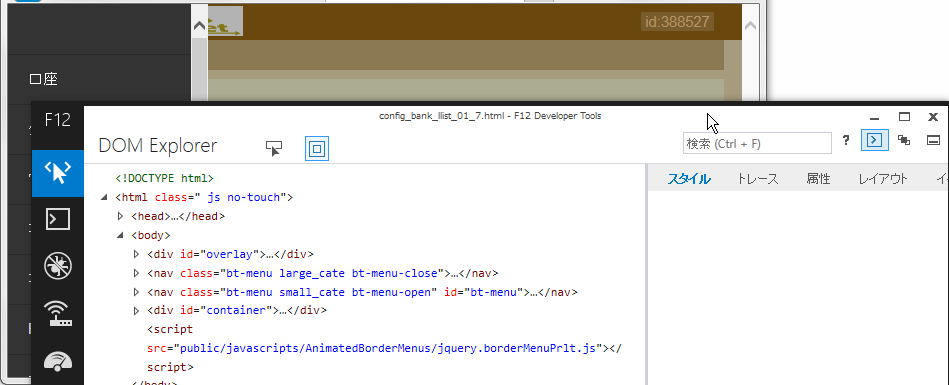 et.
id:388527
口座
F12
config_bank_llist_01_7.html - F12 Developer Tools
DOM Explorer
検索 (Ctrl + F)
?
スタイル
トレース
属性
レイアウト
<!DOCTYPE html>
<html class=" js no-touch">
<head>…</head>
<body>
<div id="overlay">…</div>
<nav class="bt-menu large_cate bt-menu-close">…</nav>
<nav class="bt-menu small_cate bt-menu-open" id="bt-menu">…</nav>
<div id="container">…</div>
<script
src="public/javascripts/AnimatedBorderMenus/jquery.borderMenuPrlt.js"></
script>
</body>